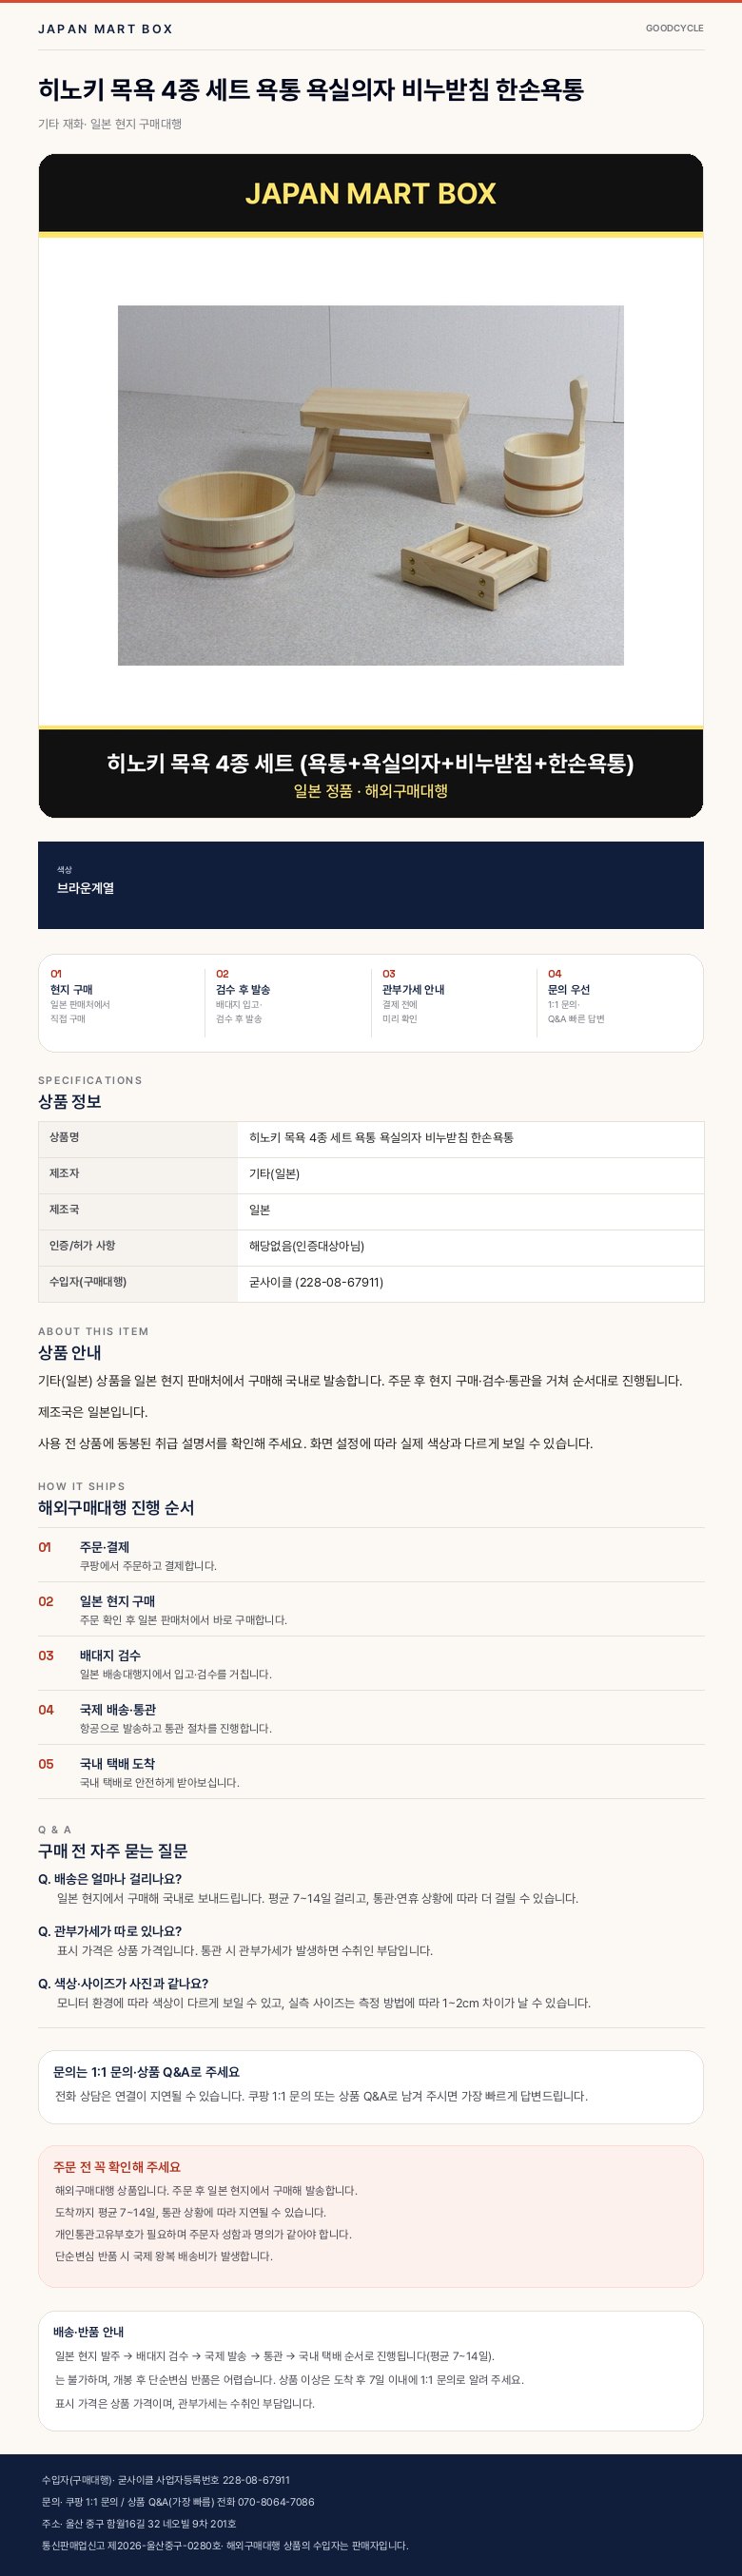 JAPAN MART BOX
GOODCYCLE
히노키 목욕 4종 세트 욕통 욕실의자 비누받침 한손욕통
기타 재화· 일본 현지 구매대행
JAPAN MART BOX
히노키 목욕 4종 세트 (욕통+욕실의자+비누받침+한손욕통)
일본 정품 · 해외구매대행
색상
브라운계열
01
현지 구매
일본 판매처에서
직접 구매
02
검수 후 발송
배대지 입고·
검수 후 발송
03
관부가세 안내
결제 전에
미리 확인
04
문의 우선
1:1 문의·
Q&A 빠른 답변
SPECIFICATIONS
상품 정보
상품명 히노키 목욕 4종 세트 욕통 욕실의자 비누받침 한손욕통
제조자 기타(일본)
제조국 일본
인증/허가 사항 해당없음(인증대상아님)
수입자(구매대행) 굳사이클 (228-08-67911)
ABOUT THIS ITEM
상품 안내
기타(일본) 상품을 일본 현지 판매처에서 구매해 국내로 발송합니다. 주문 후 현지 구매·검수·통관을 거쳐 순서대로 진행됩니다.
제조국은 일본입니다.
사용 전 상품에 동봉된 취급 설명서를 확인해 주세요. 화면 설정에 따라 실제 색상과 다르게 보일 수 있습니다.
HOW IT SHIPS
해외구매대행 진행 순서
01 주문·결제
쿠팡에서 주문하고 결제합니다.
02 일본 현지 구매
주문 확인 후 일본 판매처에서 바로 구매합니다.
03 배대지 검수
일본 배송대행지에서 입고·검수를 거칩니다.
04 국제 배송·통관
항공으로 발송하고 통관 절차를 진행합니다.
05 국내 택배 도착
국내 택배로 안전하게 받아보십니다.
Q & A
구매 전 자주 묻는 질문
Q. 배송은 얼마나 걸리나요?
일본 현지에서 구매해 국내로 보내드립니다. 평균 7~14일 걸리고, 통관·연휴 상황에 따라 더 걸릴 수 있습니다.
Q. 관부가세가 따로 있나요?
표시 가격은 상품 가격입니다. 통관 시 관부가세가 발생하면 수취인 부담입니다.
Q. 색상·사이즈가 사진과 같나요?
모니터 환경에 따라 색상이 다르게 보일 수 있고, 실측 사이즈는 측정 방법에 따라 1~2cm 차이가 날 수 있습니다.
문의는 1:1 문의·상품 Q&A로 주세요
전화 상담은 연결이 지연될 수 있습니다. 쿠팡 1:1 문의 또는 상품 Q&A로 남겨 주시면 가장 빠르게 답변드립니다.
주문 전 꼭 확인해 주세요
해외구매대행 상품입니다. 주문 후 일본 현지에서 구매해 발송합니다.
도착까지 평균 7~14일, 통관 상황에 따라 지연될 수 있습니다.
개인통관고유부호가 필요하며 주문자 성함과 명의가 같아야 합니다.
단순변심 반품 시 국제 왕복 배송비가 발생합니다.
배송·반품 안내
일본 현지 발주 → 배대지 검수 → 국제 발송 → 통관 → 국내 택배 순서로 진행됩니다(평균 7~14일).
는 불가하며, 개봉 후 단순변심 반품은 어렵습니다. 상품 이상은 도착 후 7일 이내에 1:1 문의로 알려 주세요.
표시 가격은 상품 가격이며, 관부가세는 수취인 부담입니다.
수입자(구매대행)· 굳사이클 사업자등록번호 228-08-67911
문의· 쿠팡 1:1 문의 / 상품 Q&A(가장 빠름) 전화 070-8064-7086
주소· 울산 중구 함월16길 32 네오빌 9차 201호
통신판매업신고 제2026-울산중구-0280호· 해외구매대행 상품의 수입자는 판매자입니다.